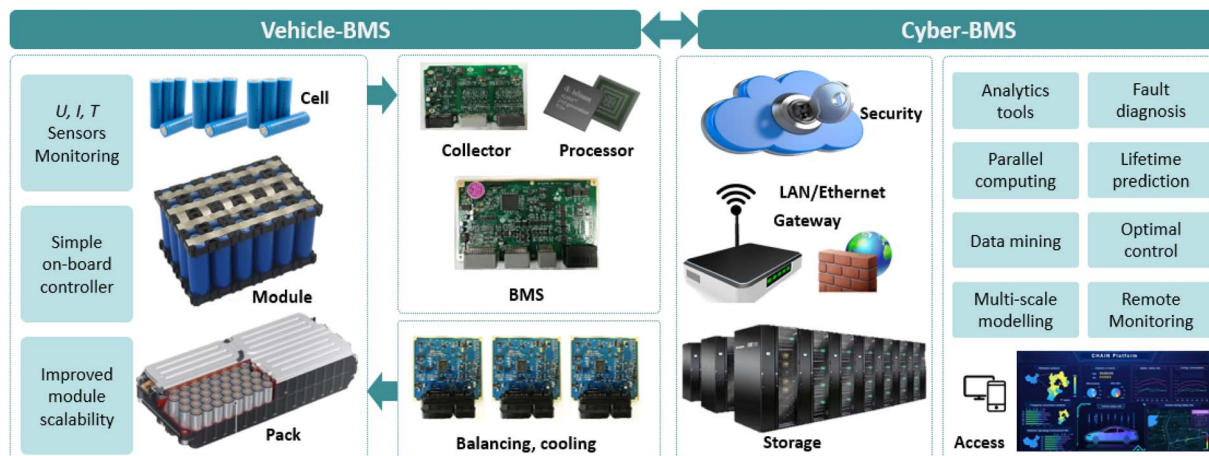 Vehicle-BMS
Cyber-BMS
U, I, T
Sensors
Monitoring
Simple
on-board
controller
Improved
module
scalability
Cell
Module
Pack
Collector
Processor
BMS
Balancing, cooling
Security
LAN/Ethernet
Gateway
Storage
Analytics
tools
Fault
diagnosis
Parallel
computing
Lifetime
prediction
Data mining
Optimal
control
Multi-scale
modelling
Remote
Monitoring
Access
CHAIN Platform